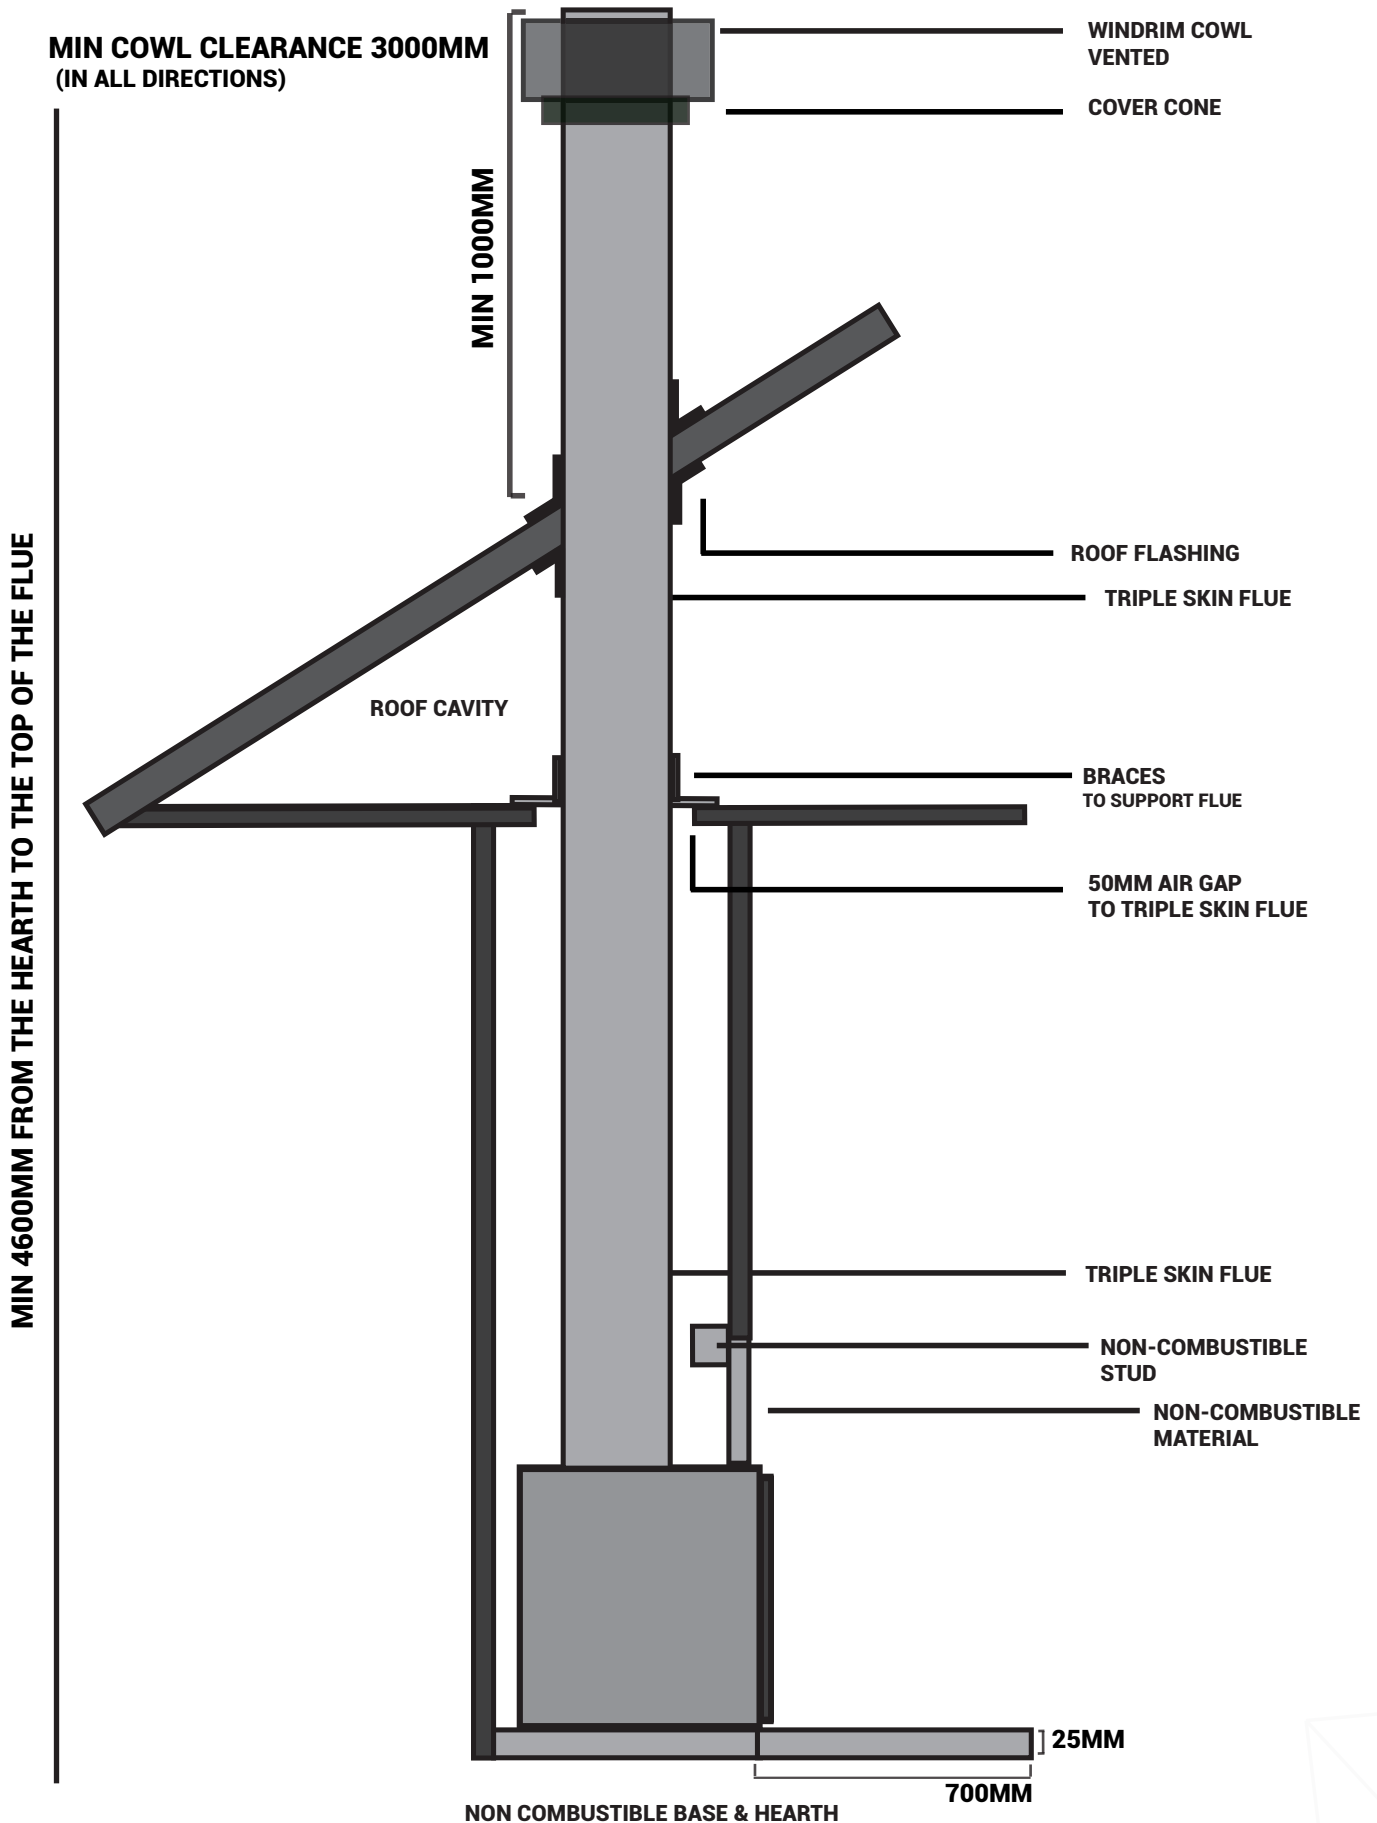 MIN COWL CLEARANCE 3000MM
(IN ALL DIRECTIONS)
WINDRIM COWL
VENTED
COVER CONE
MIN 1000MM
MIN 4600MM FROM THE HEARTH TO THE TOP OF THE FLUE
ROOF FLASHING
TRIPLE SKIN FLUE
ROOF CAVITY
BRACES
TO SUPPORT FLUE
50MM AIR GAP
TO TRIPLE SKIN FLUE
TRIPLE SKIN FLUE
NON-COMBUSTIBLE
STUD
NON-COMBUSTIBLE
MATERIAL
25MM
700MM
NON COMBUSTIBLE BASE & HEARTH